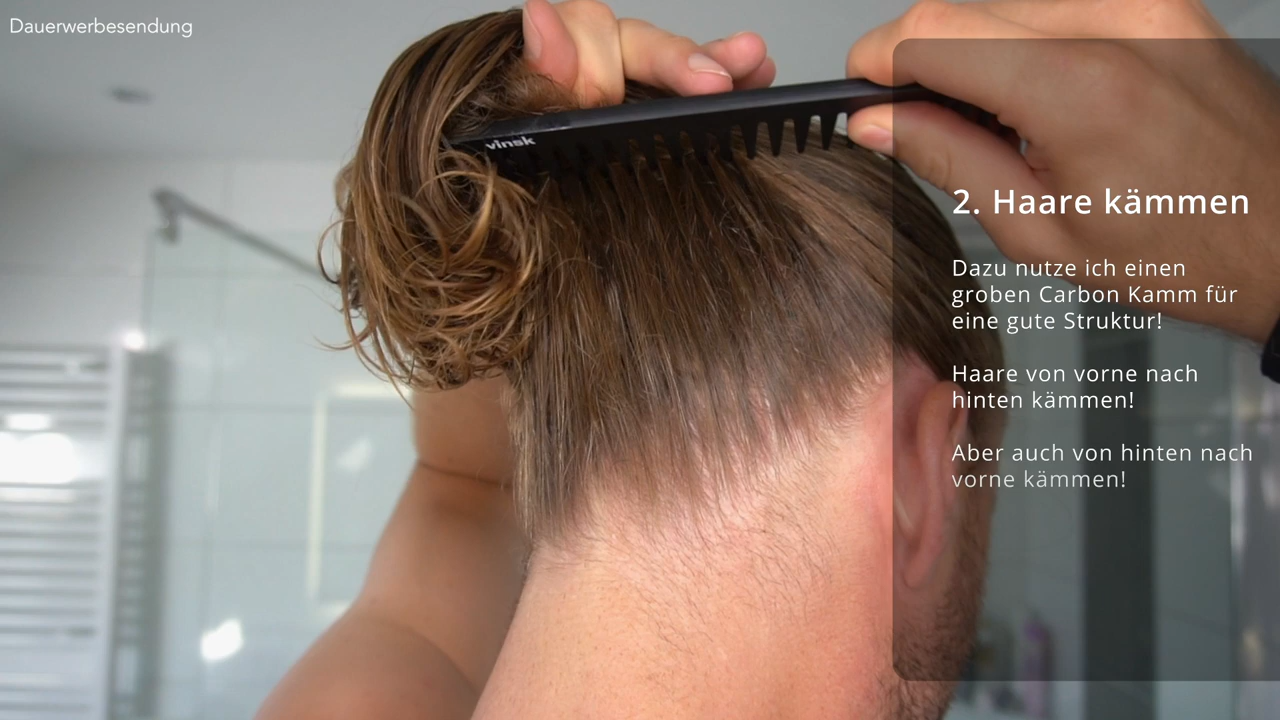 Dauerwerbesendung
vinsk
2. Haare kämmen
Dazu nutze ich einen
groben Carbon Kamm für
eine gute Struktur!
Haare von vorne nach
hinten kämmen!
Aber auch von hinten nach
vorne kämmen!